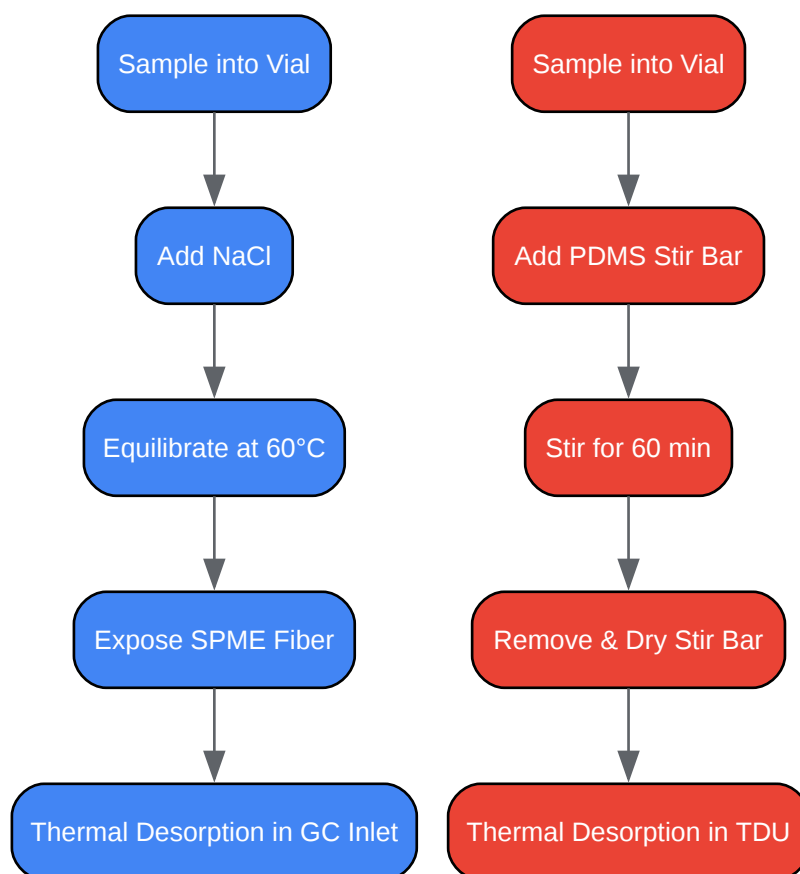 Sample into Vial
Add NaCl
Equilibrate at 60°C
Expose SPME Fiber
Thermal Desorption in GC Inlet
Sample into Vial
Add PDMS Stir Bar
Stir for 60 min
Remove & Dry Stir Bar
Thermal Desorption in TDU